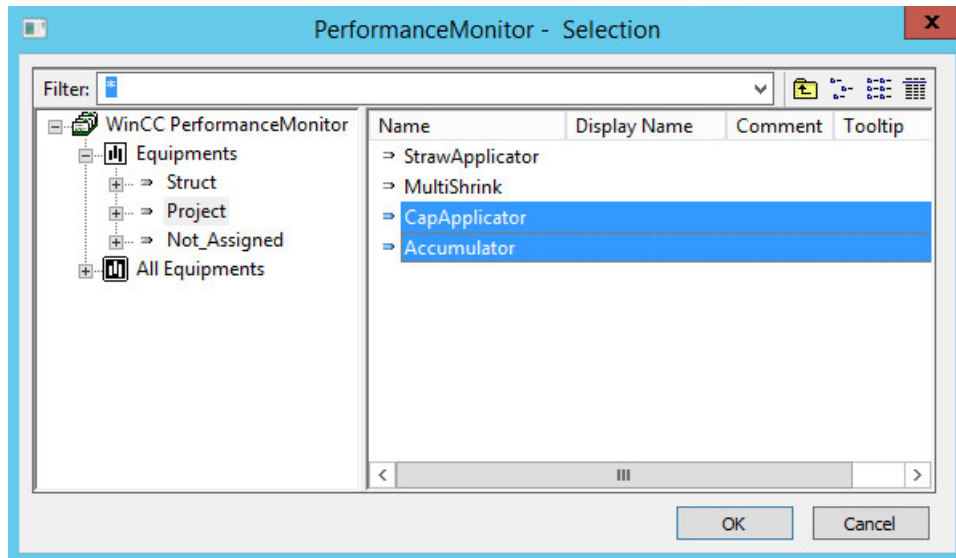 PerformanceMonitor - Selection
x
Filter: *
WinCC PerformanceMonitor
Equipments
Struct
Project
Not_Assigned
All Equipments
Name Display Name Comment Tooltip
StrawApplicator
MultiShrink
CapApplicator
Accumulator
OK Cancel